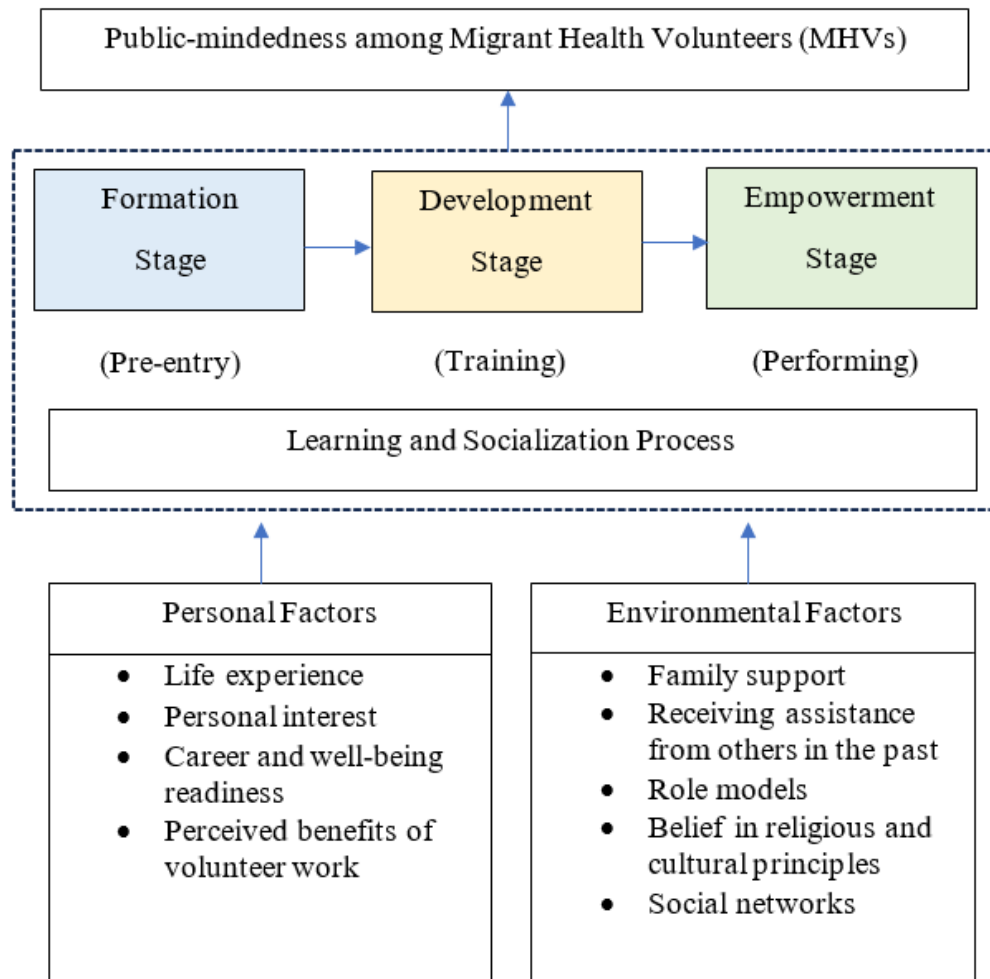 Public-mindedness among Migrant Health Volunteers (MHVs)
Formation
Stage
Development
Stage
Empowerment
Stage
(Pre-entry)
(Training)
(Performing)
Learning and Socialization Process
Personal Factors
• Life experience
• Personal interest
• Career and well-being
readiness
• Perceived benefits of
volunteer work
Environmental Factors
• Family support
• Receiving assistance
from others in the past
• Role models
• Belief in religious and
cultural principles
• Social networks